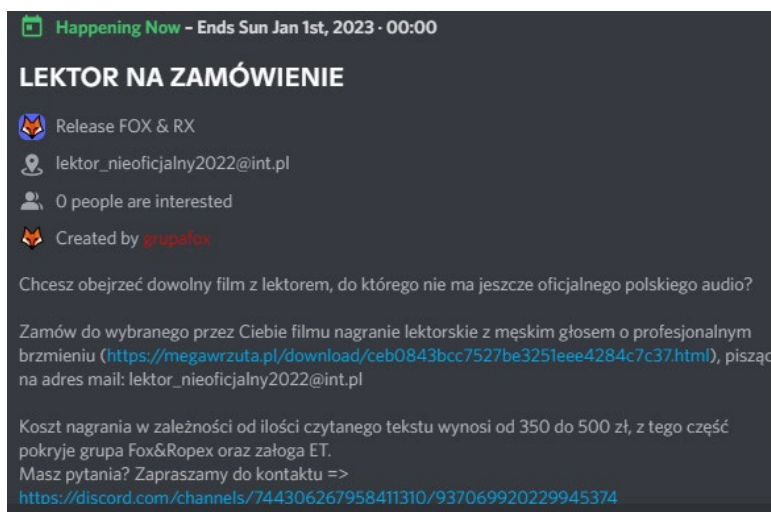 Happening Now – Ends Sun Jan 1st, 2023 · 00:00
LEKTOR NA ZAMÓWIENIE
Release FOX & RX
lektor_nieoficjalny2022@int.pl
0 people are interested
Created by grupafox
Chcesz obejrzeć dowolny film z lektorem, do którego nie ma jeszcze oficjalnego polskiego audio?
Zamów do wybranego przez Ciebie filmu nagranie lektorskie z męskim głosem o profesjonalnym
brzmieniu (https://megawrzuta.pl/download/ceb0843bcc7527be3251eee4284c7c37.html), pisząc
na adres mail: lektor_nieoficjalny2022@int.pl
Koszt nagrania w zależności od ilości czytanego tekstu wynosi od 350 do 500 zł, z tego część
pokryje grupa Fox&Ropex oraz załoga ET.
Masz pytania? Zapraszamy do kontaktu =>
https://discord.com/channels/744306267958411310/937069920229945374